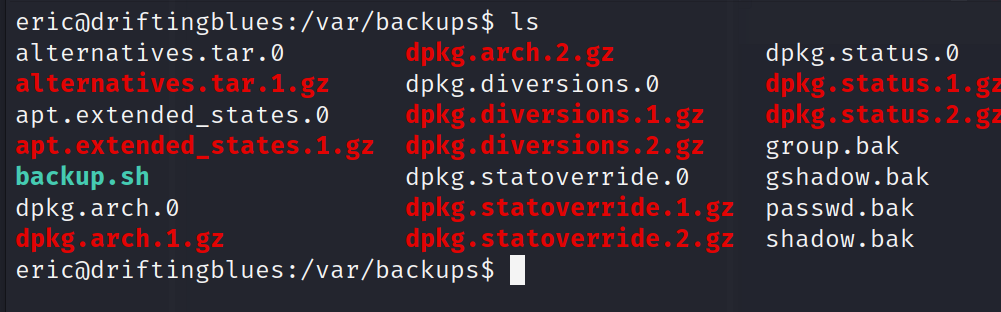 eric@driftingblues:/var/backups$ ls
alternatives.tar.0 dpkg.arch.2.gz dpkg.status.0
alternatives.tar.1.gz dpkg.diversions.0 dpkg.status.1.gz
apt.extended_states.0 dpkg.diversions.1.gz dpkg.status.2.gz
apt.extended_states.1.gz dpkg.diversions.2.gz group.bak
backup.sh dpkg.statoverride.0 gshadow.bak
dpkg.arch.0 dpkg.statoverride.1.gz passwd.bak
dpkg.arch.1.gz dpkg.statoverride.2.gz shadow.bak
eric@driftingblues:/var/backups$